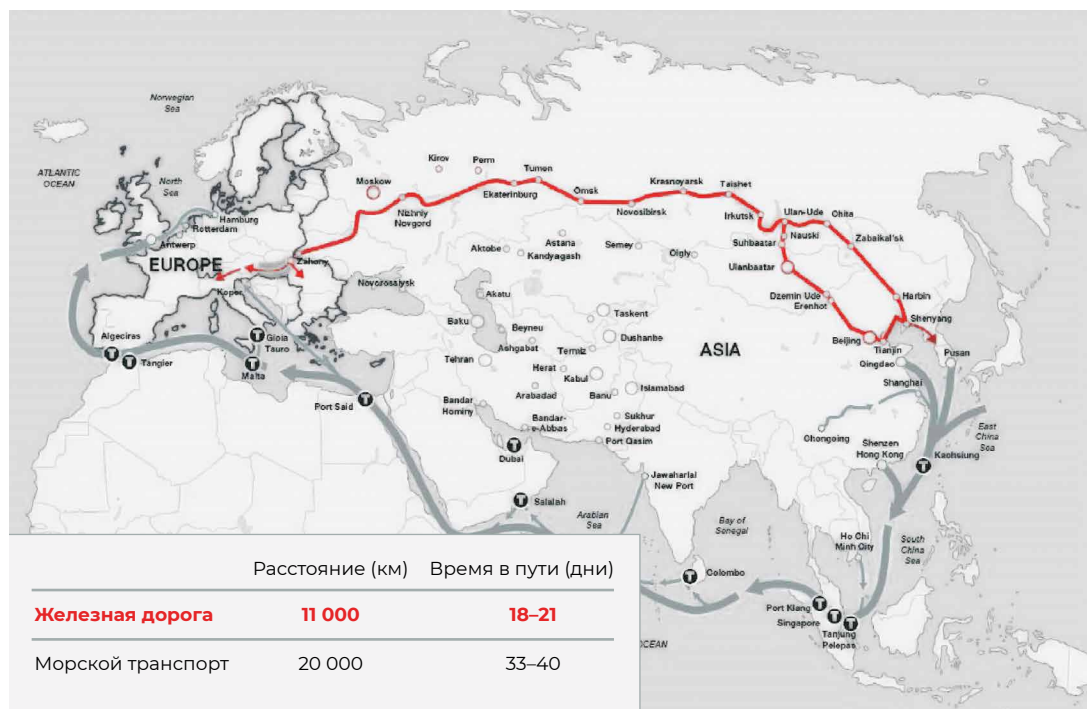 Norwegian
Sea
ATLANTIC
OCEAN
North
Sea
Hamburg
Rotterdam
Antwerp
EUROPE
Zahony
Koper
Algeciras
Tangier
Gioia
Tauro
Malta
Port Said
Novorossiysk
Moskow
Nizhniy
Novgord
Kirov
Perm
Ekaterinburg
Tumen
Omsk
Novosibirsk
Krasnoyarsk
Taishet
Irkutsk
Ulan-Ude
Chita
Nauski
Suhbaatar
Zabaikal'sk
Ulanbaatar
Dzemin Ude
Erenhot
Harbin
Shenyang
Beijing
Tianjin
Qingdao
Pusan
Shanghai
Aktobe
Astana
Kandyagash
Semey
Oigly
Akatu
Baku
Beyneu
Ashgabat
Taskent
Dushanbe
Termiz
Tehran
Herat
Kabul
Arabadad
Banu
Islamabad
ASIA
Bandar
Hominy
Bandar-
e-Abbas
Sukhur
Hyderabad
Port Qasim
Dubai
Salalah
Jawaharlal
New Port
Arabian
Sea
Bay of
Senegal
Chongoing
Shenzen
Hong Kong
Kaohsiung
East
China
Sea
Ho Chi
Minh City
South
China
Sea
Colombo
Port Klang
Singapore
Tanjung
Pelepas
OCEAN
Расстояние (км) Время в пути (дни)
Железная дорога 11 000 18–21
Морской транспорт 20 000 33–40